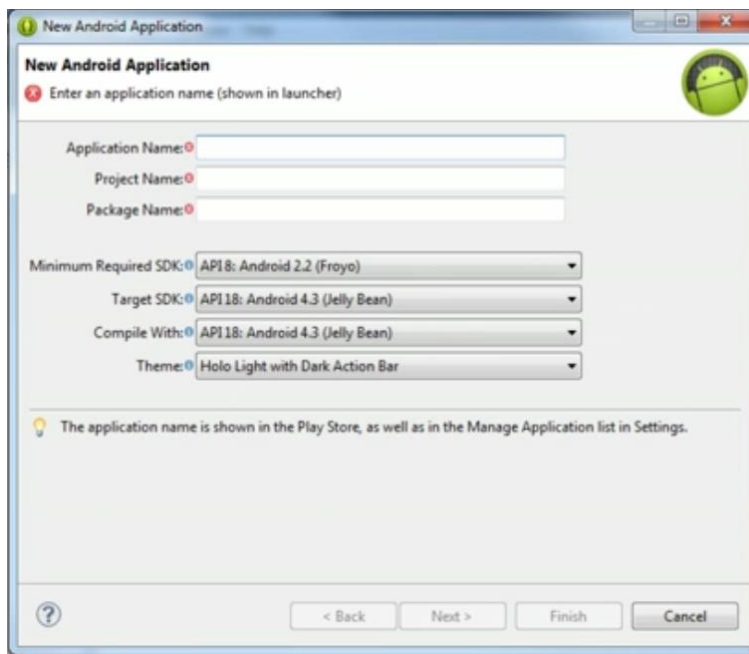 New Android Application
New Android Application
Enter an application name (shown in launcher)
Application Name:
Project Name:
Package Name:
Minimum Required SDK: API 8: Android 2.2 (Froyo)
Target SDK: API 18: Android 4.3 (Jelly Bean)
Compile With: API 18: Android 4.3 (Jelly Bean)
Theme: Holo Light with Dark Action Bar
The application name is shown in the Play Store, as well as in the Manage Application list in Settings.
? < Back Next > Finish Cancel